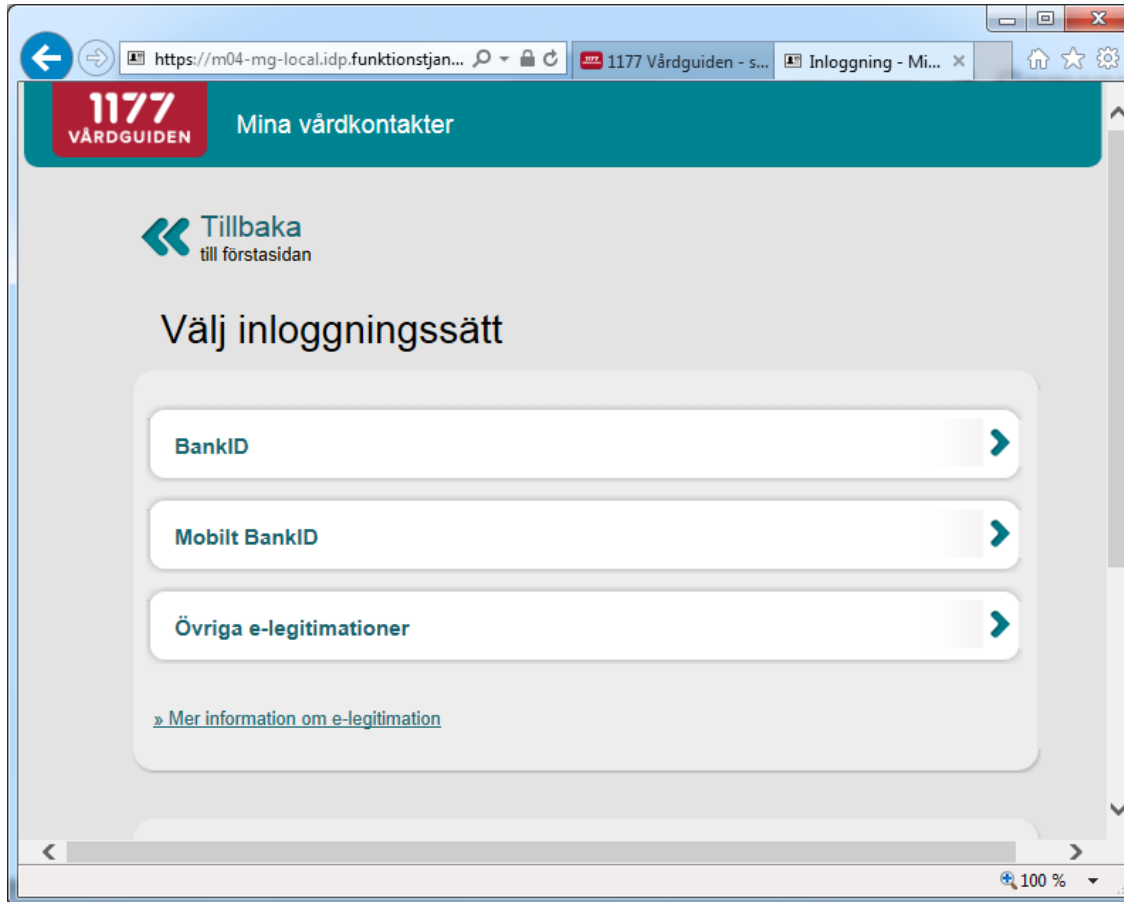 https://m04-mg-local.idp.funktionstjan...
1177 Vårdguiden - s...
Inloggning - Mi...
1177
VÅRDGUIDEN
Mina vårdkontakter
Tillbaka
till förstasidan
Välj inloggningssätt
BankID
Mobilt BankID
Övriga e-legitimationer
» Mer information om e-legitimation
100 %